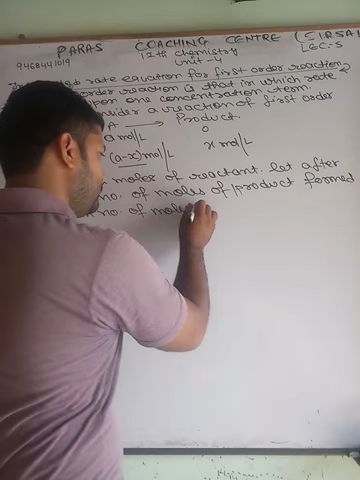 PARAS COACHING CENTRE (SIRSA)
9468441019 12th chemistry LEC-5
Unit-4
rate equation for first order reaction?
order reaction is that in which rate
upon one concentration term.
consider a reaction of first order
A → Product.
a mol/L 0
(a-x) mol/L x mol/L
moles of reactant. let after
no. of moles of product formed
no. of moles